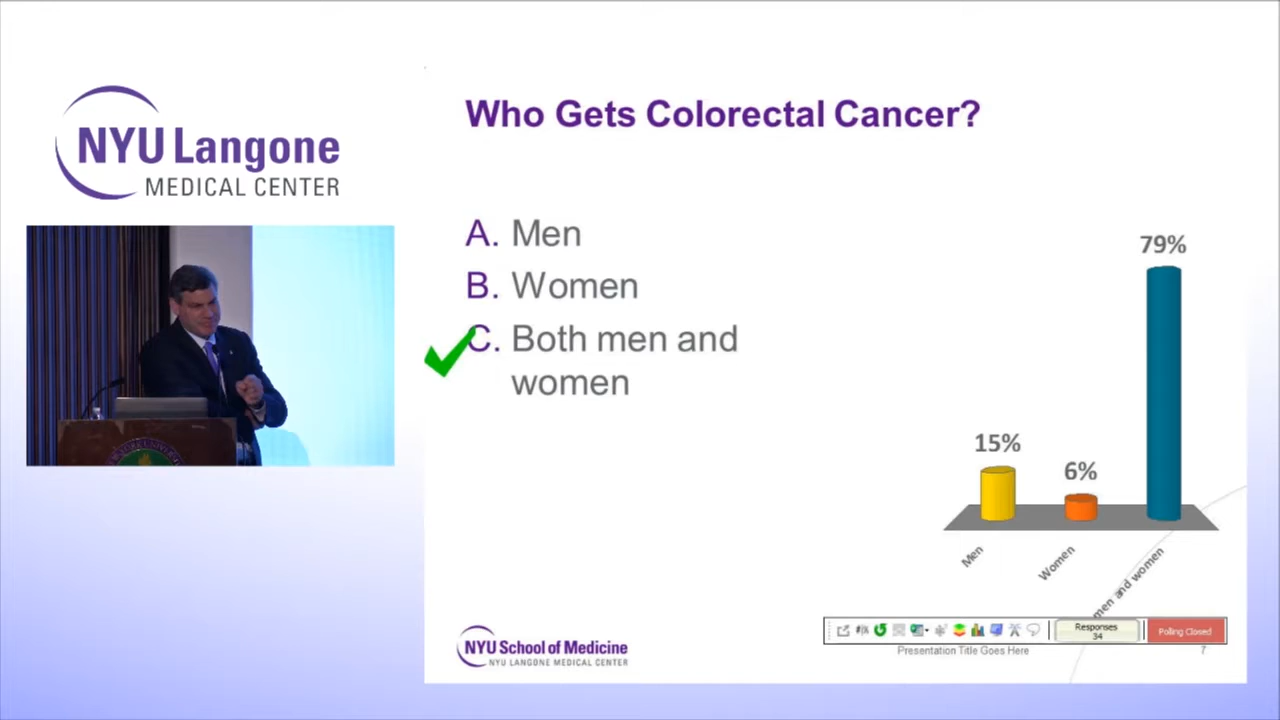 NYU Langone
MEDICAL CENTER
Who Gets Colorectal Cancer?
A. Men
B. Women
C. Both men and
women
79%
15%
6%
Men
Women
men and women
Responses
34
Polling Closed
NYU School of Medicine
NYU LANGONE MEDICAL CENTER
Presentation Title Goes Here
7